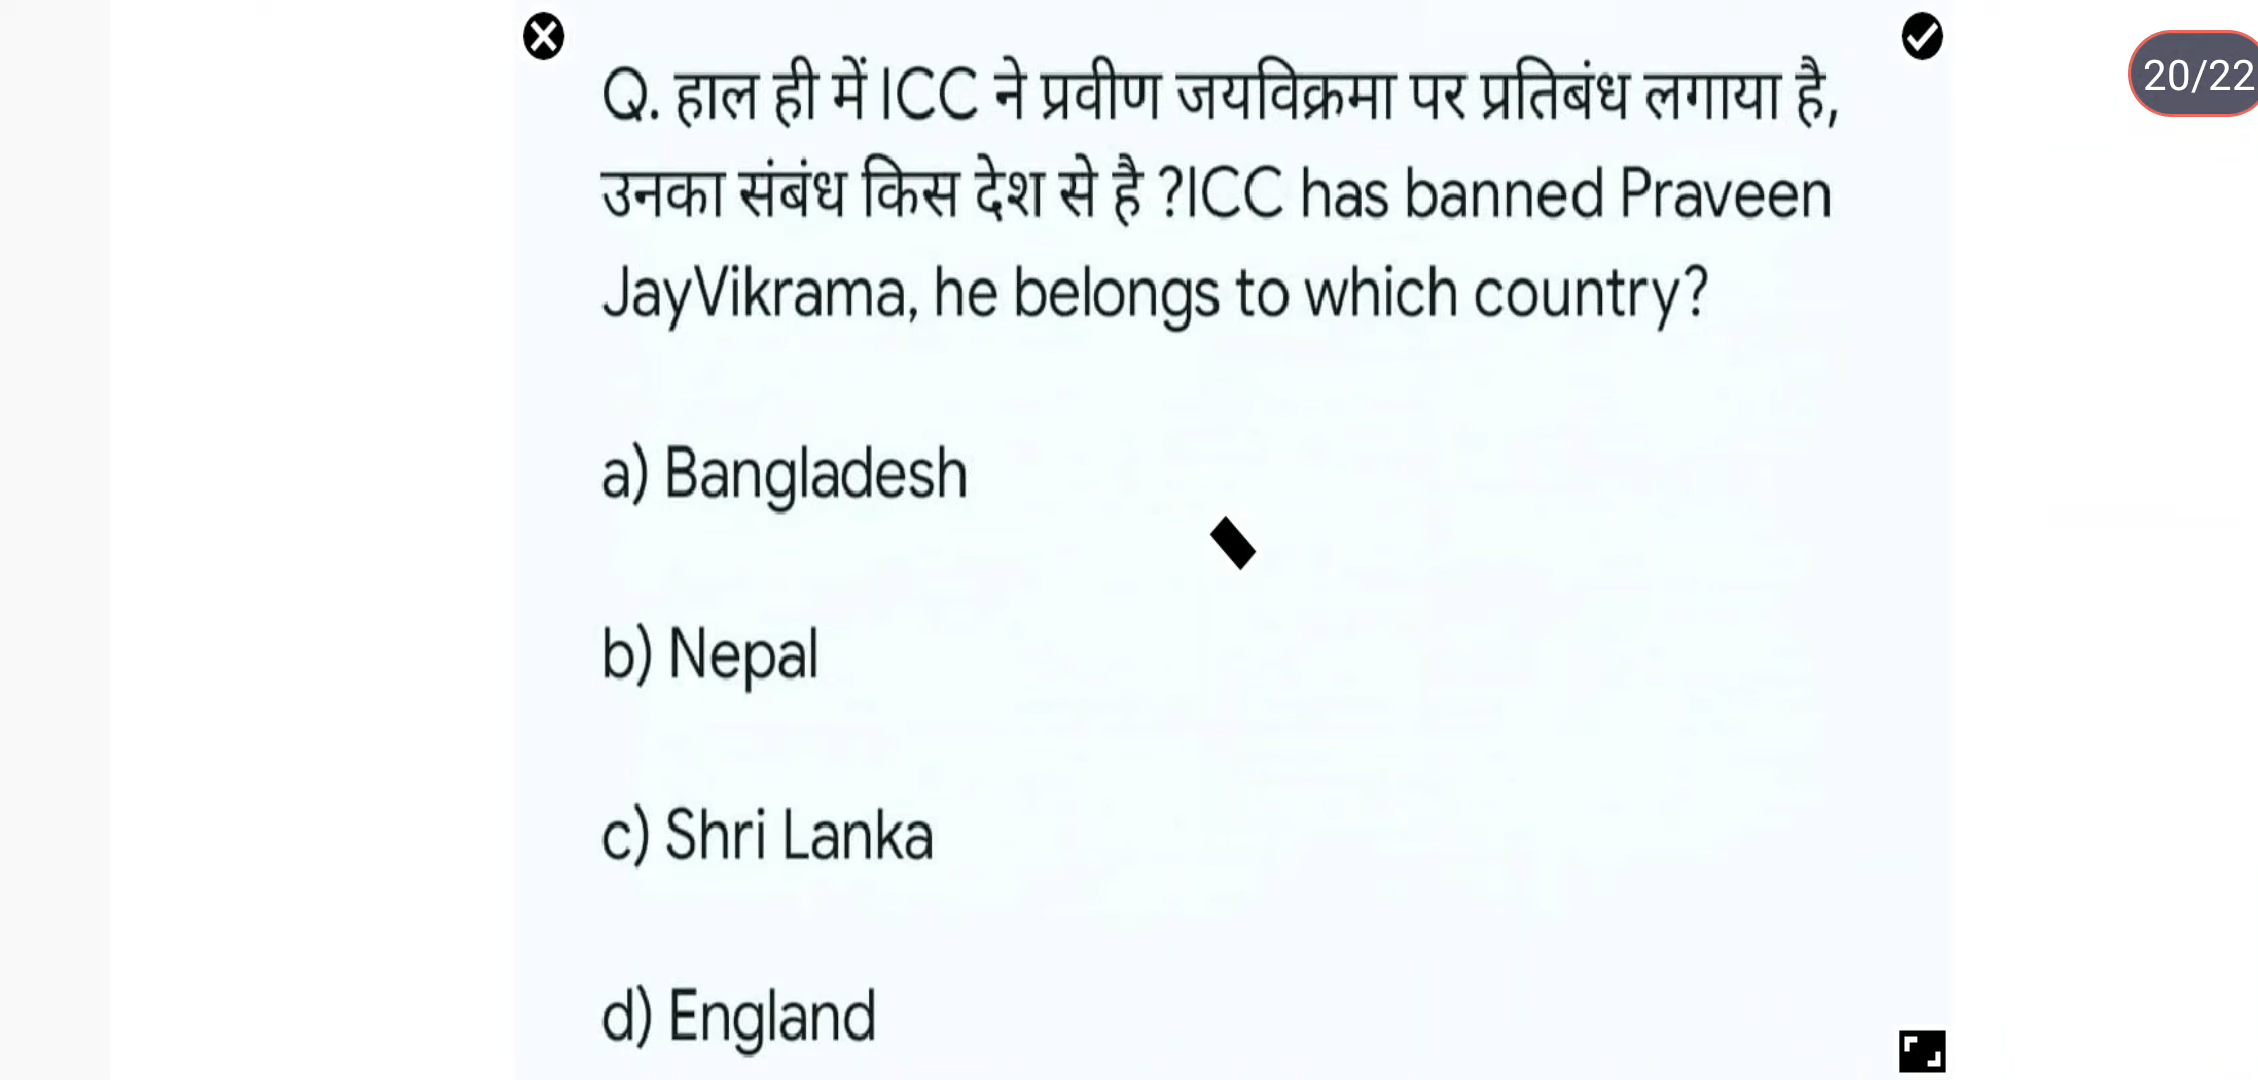 20/22
Q. हाल ही में ICC ने प्रवीण जयविक्रमा पर प्रतिबंध लगाया है,
उनका संबंध किस देश से है ?ICC has banned Praveen
JayVikrama, he belongs to which country?
a) Bangladesh
b) Nepal
c) Shri Lanka
d) England